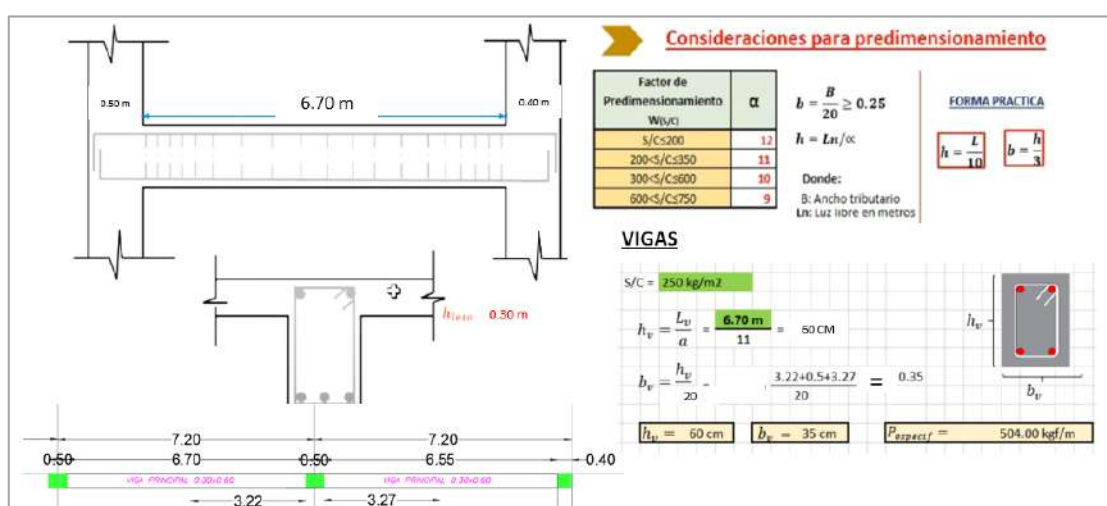 0.50 m
6.70 m
0.40 m
0.30 m
7.20 7.20
0.50 6.70 0.50 6.55 0.40
VIGA PRINCIPAL 0.30x0.60 VIGA PRINCIPAL 0.30x0.60
3.22 3.27
Consideraciones para predimensionamiento
Factor de
Predimensionamiento
W(S/C)
α
S/C≤200 12
200<S/C≤350 11
300<S/C≤600 10
600<S/C≤750 9
b = B/20 ≥ 0.25
h = Ln/∝
Donde:
B: Ancho tributario
Ln: Luz libre en metros
FORMA PRACTICA
h = L/10 b = h/3
VIGAS
S/C = 250 kg/m2
h_v = L_v/a = 6.70 m/11 = 60 CM
b_v = h_v/20 = 3.22+0.5+3.27/20 = 0.35
h_v
b_v
h_v = 60 cm b_v = 35 cm P_especif = 504.00 kgf/m